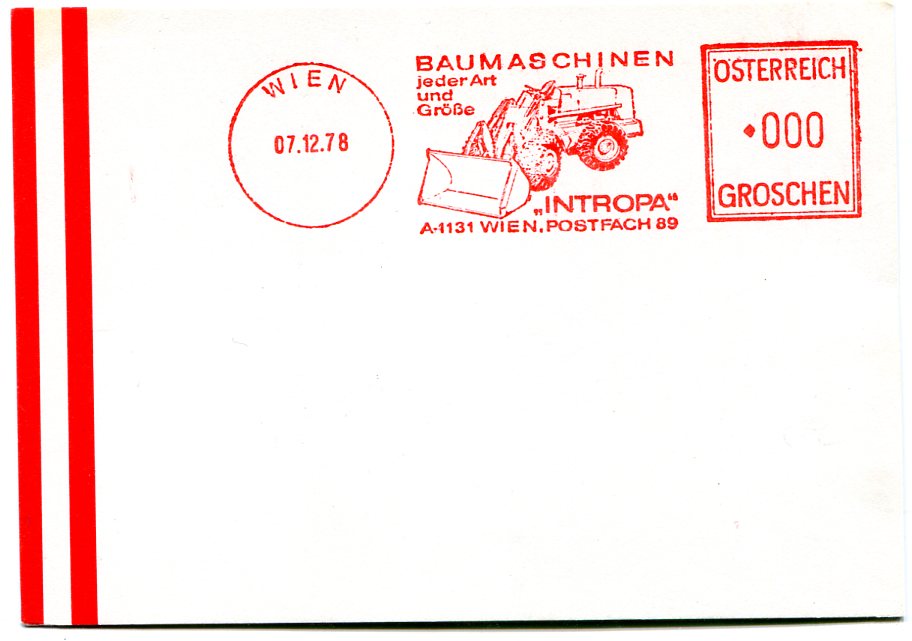 WIEN
07.12.78
BAUMASCHINEN
jeder Art
und
Größe
„INTROPA“
A-1131 WIEN, POSTFACH 89
ÖSTERREICH
000
GROSCHEN